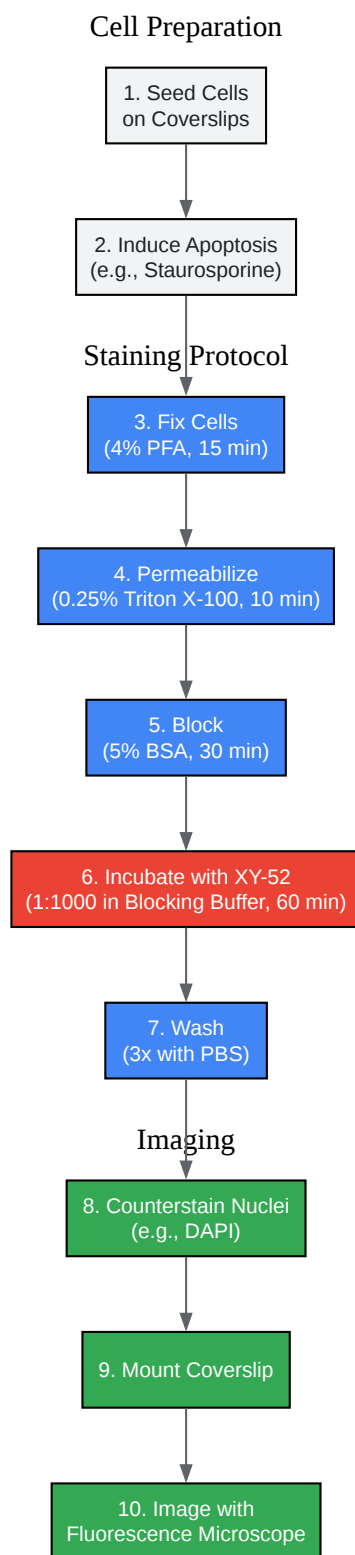 Cell Preparation
1. Seed Cells
on Coverslips
2. Induce Apoptosis
(e.g., Staurosporine)
Staining Protocol
3. Fix Cells
(4% PFA, 15 min)
4. Permeabilize
(0.25% Triton X-100, 10 min)
5. Block
(5% BSA, 30 min)
6. Incubate with XY-52
(1:1000 in Blocking Buffer, 60 min)
7. Wash
(3x with PBS)
Imaging
8. Counterstain Nuclei
(e.g., DAPI)
9. Mount Coverslip
10. Image with
Fluorescence Microscope